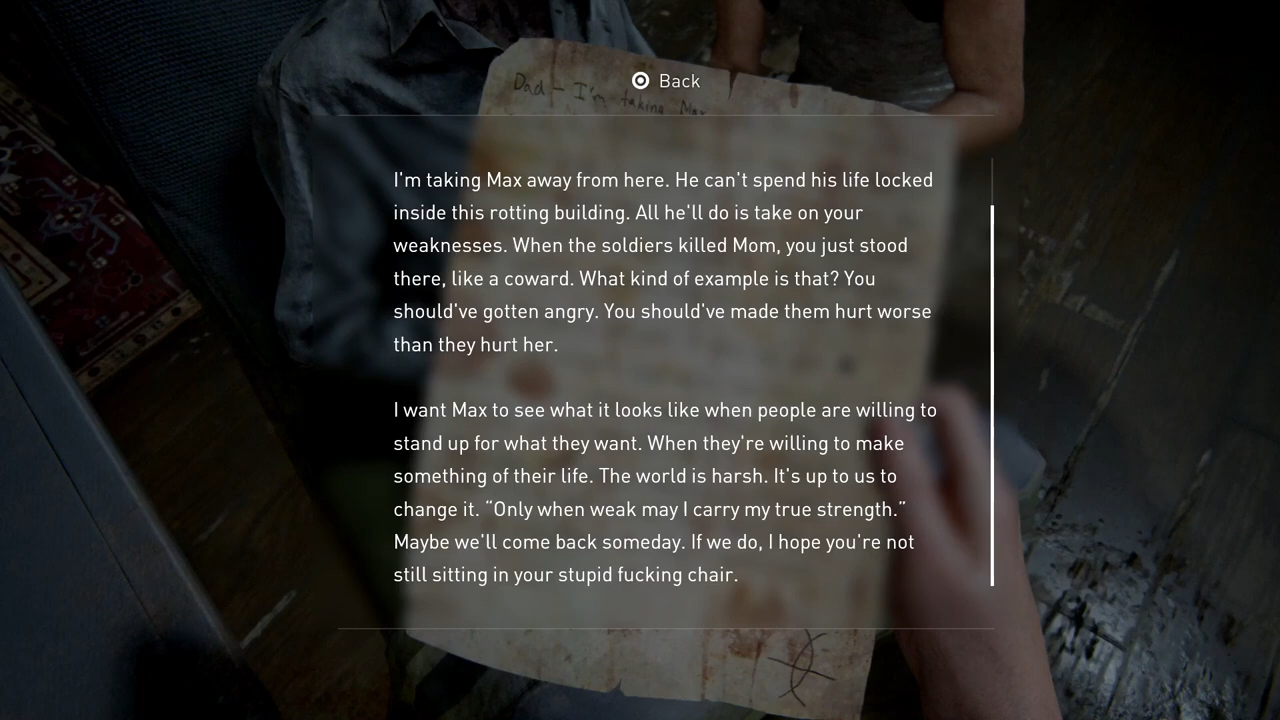 Back
Dad - I'm taking Max
I'm taking Max away from here. He can't spend his life locked
inside this rotting building. All he'll do is take on your
weaknesses. When the soldiers killed Mom, you just stood
there, like a coward. What kind of example is that? You
should've gotten angry. You should've made them hurt worse
than they hurt her.
I want Max to see what it looks like when people are willing to
stand up for what they want. When they're willing to make
something of their life. The world is harsh. It's up to us to
change it. “Only when weak may I carry my true strength.”
Maybe we'll come back someday. If we do, I hope you're not
still sitting in your stupid fucking chair.